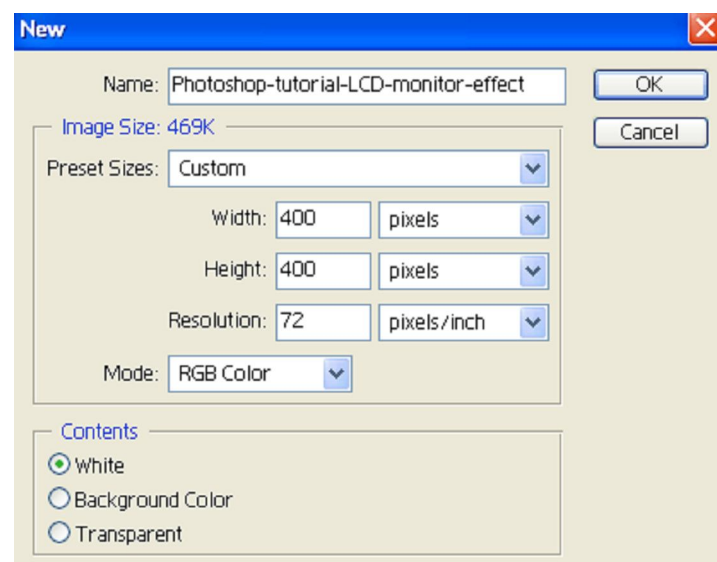 New
Name: Photoshop-tutorial-LCD-monitor-effect
OK
Image Size: 469K
Cancel
Preset Sizes: Custom
Width: 400 pixels
Height: 400 pixels
Resolution: 72 pixels/inch
Mode: RGB Color
Contents
White
Background Color
Transparent